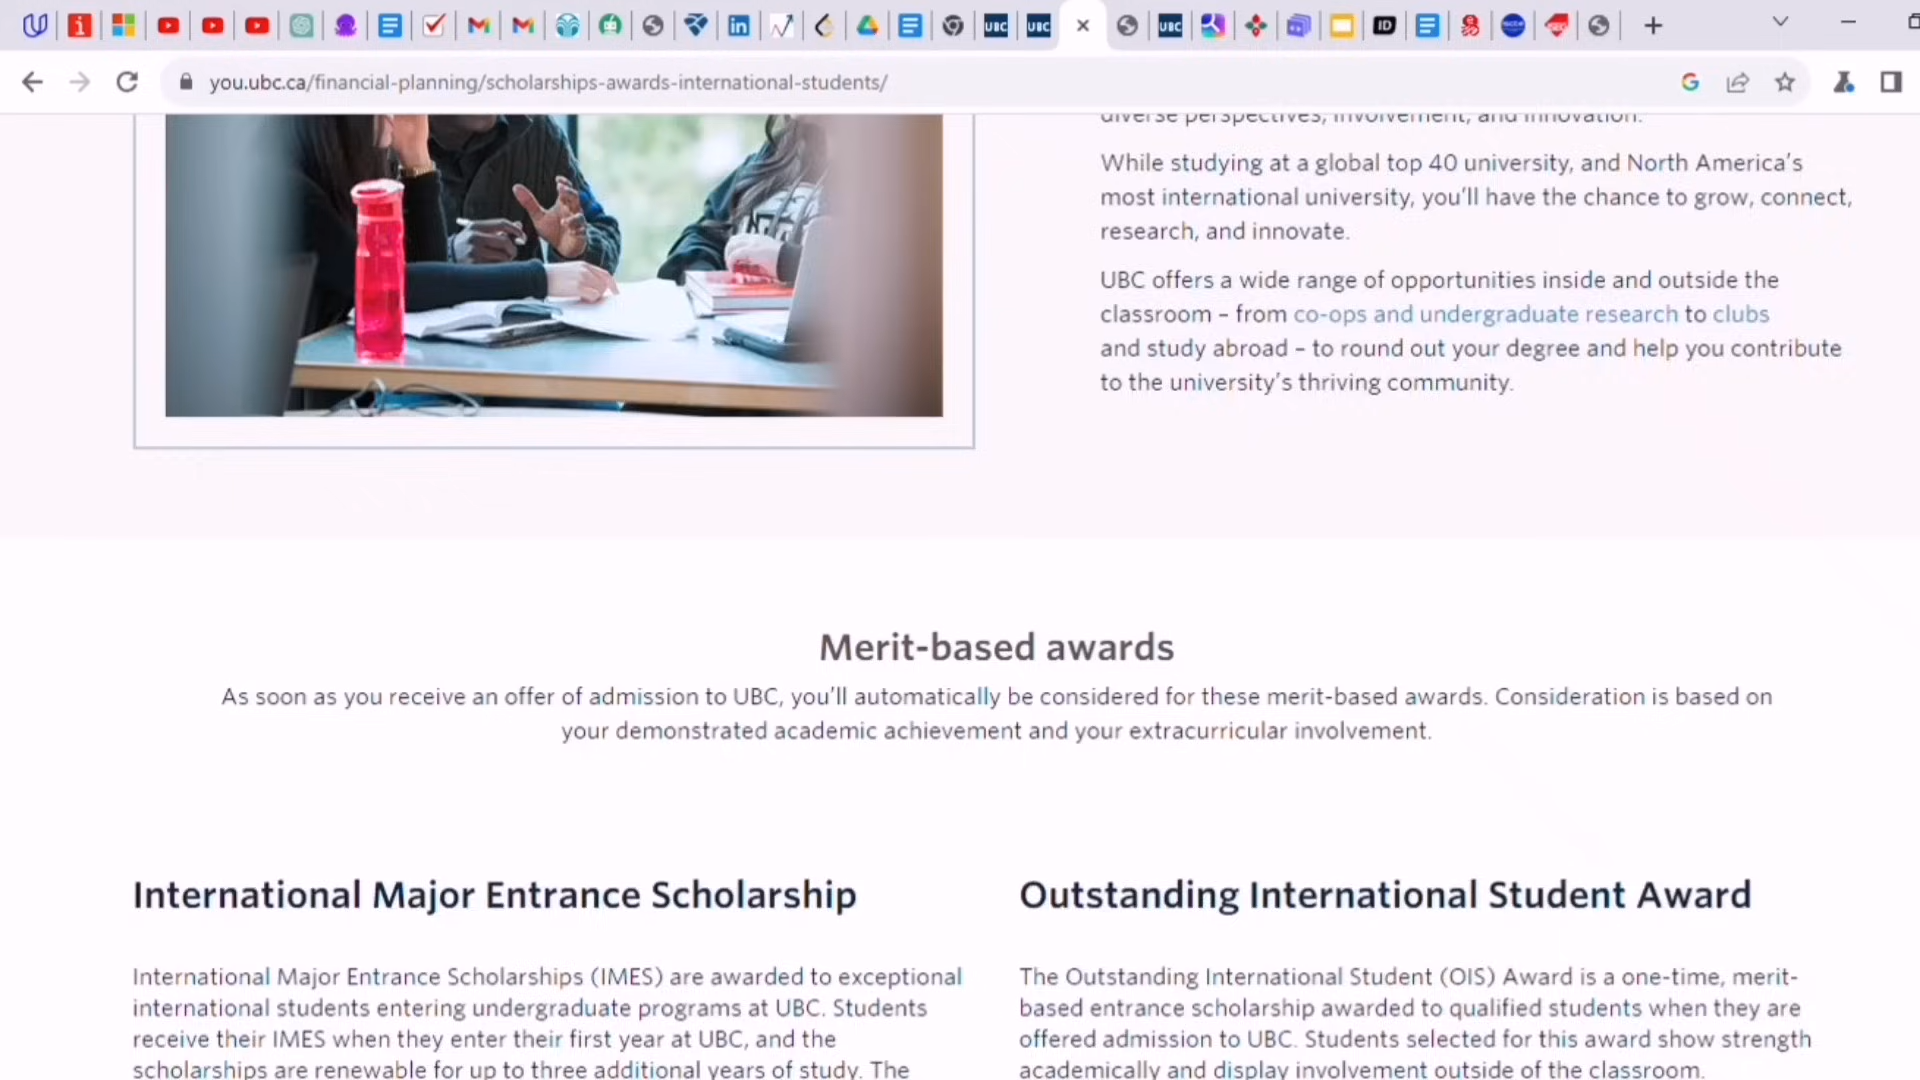 UBC UBC UBC ID
you.ubc.ca/financial-planning/scholarships-awards-international-students/
diverse perspectives, involvement, and innovation.
While studying at a global top 40 university, and North America's
most international university, you'll have the chance to grow, connect,
research, and innovate.
UBC offers a wide range of opportunities inside and outside the
classroom – from co-ops and undergraduate research to clubs
and study abroad – to round out your degree and help you contribute
to the university's thriving community.
Merit-based awards
As soon as you receive an offer of admission to UBC, you'll automatically be considered for these merit-based awards. Consideration is based on
your demonstrated academic achievement and your extracurricular involvement.
International Major Entrance Scholarship
International Major Entrance Scholarships (IMES) are awarded to exceptional
international students entering undergraduate programs at UBC. Students
receive their IMES when they enter their first year at UBC, and the
scholarships are renewable for up to three additional years of study. The
Outstanding International Student Award
The Outstanding International Student (OIS) Award is a one-time, merit-
based entrance scholarship awarded to qualified students when they are
offered admission to UBC. Students selected for this award show strength
academically and display involvement outside of the classroom.